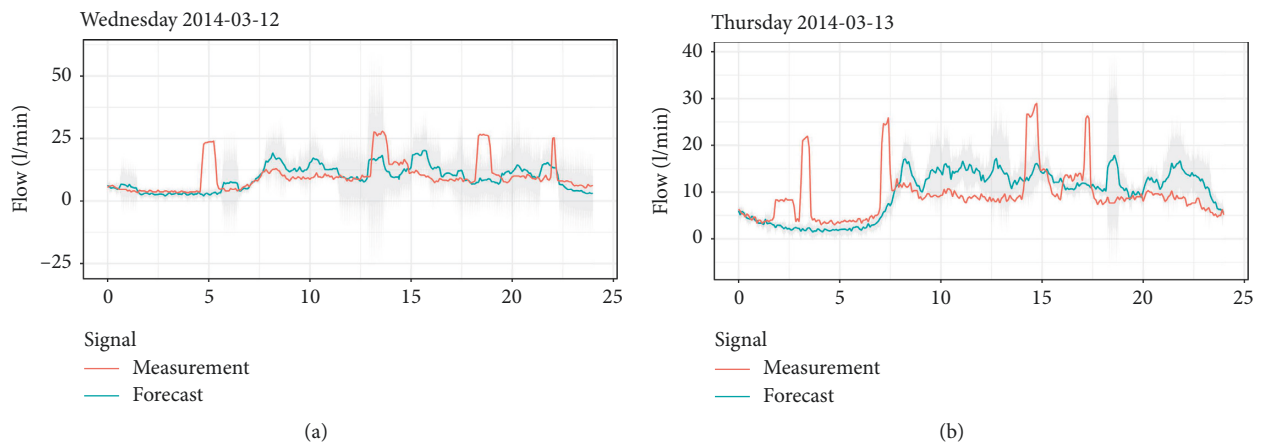 Wednesday 2014-03-12
Flow (l/min)
50
25
0
−25
0 5 10 15 20 25
Signal
Measurement
Forecast
(a)
Thursday 2014-03-13
Flow (l/min)
40
30
20
10
0
0 5 10 15 20 25
Signal
Measurement
Forecast
(b)